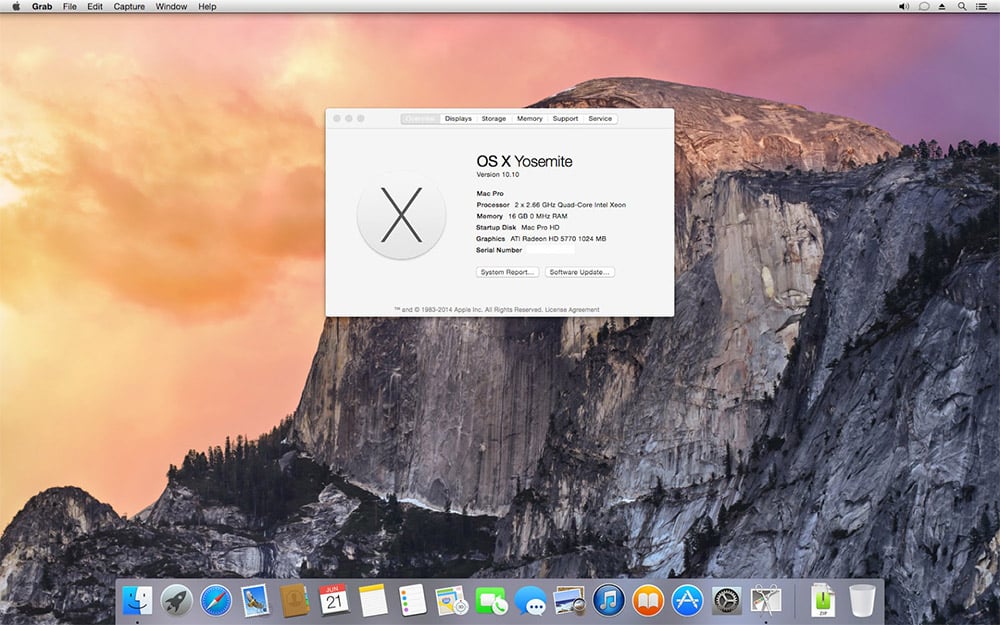 Grab File Edit Capture Window Help
Overview Displays Storage Memory Support Service
OS X Yosemite
Version 10.10
Mac Pro
Processor 2 x 2.66 GHz Quad-Core Intel Xeon
Memory 16 GB 0 MHz RAM
Startup Disk Mac Pro HD
Graphics ATI Radeon HD 5770 1024 MB
Serial Number
System Report... Software Update...
™ and © 1983-2014 Apple Inc. All Rights Reserved. License Agreement
JUN
21
ZIP